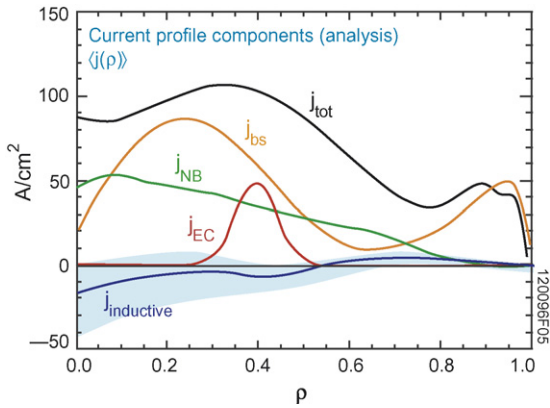 Current profile components (analysis)
⟨j(ρ)⟩
150
100
50
0
—50
A/cm²
j_tot
j_bs
j_NB
j_EC
j_inductive
0.0
0.2
0.4
0.6
0.8
1.0
ρ
120096F05